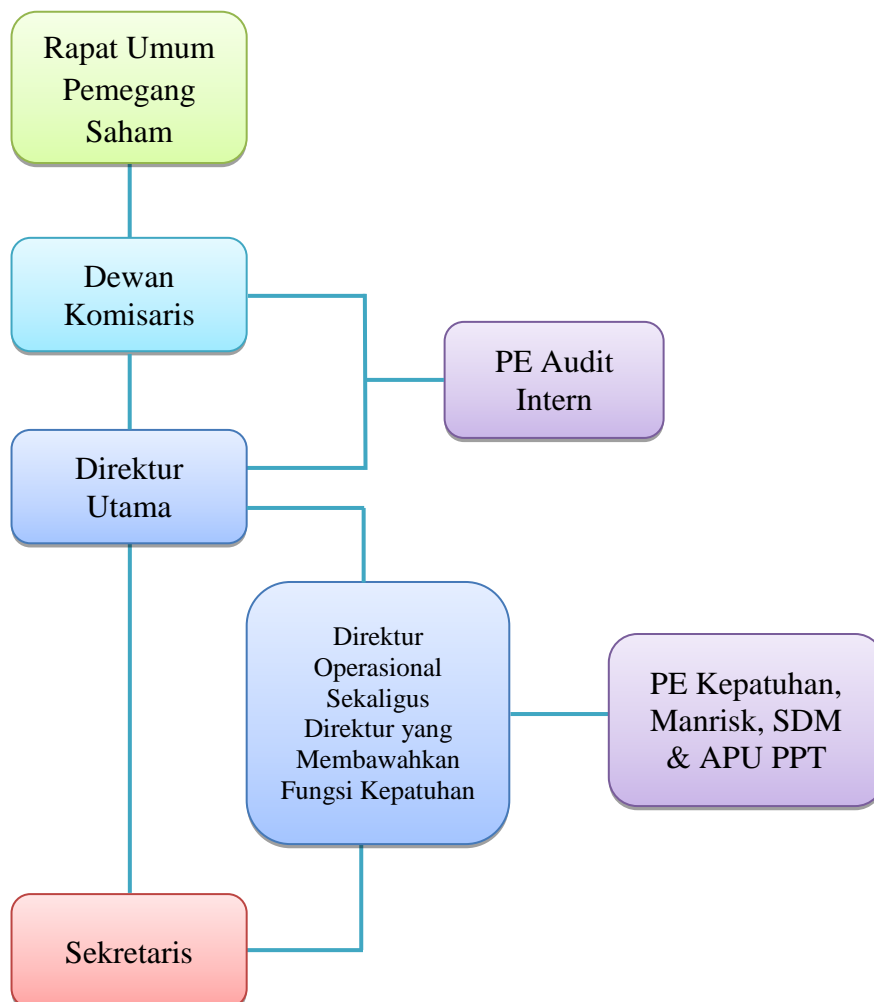 Rapat Umum
Pemegang
Saham
Dewan
Komisaris
PE Audit
Intern
Direktur
Utama
Direktur
Operasional
Sekaligus
Direktur yang
Membawahkan
Fungsi Kepatuhan
PE Kepatuhan,
Manrisk, SDM
& APU PPT
Sekretaris